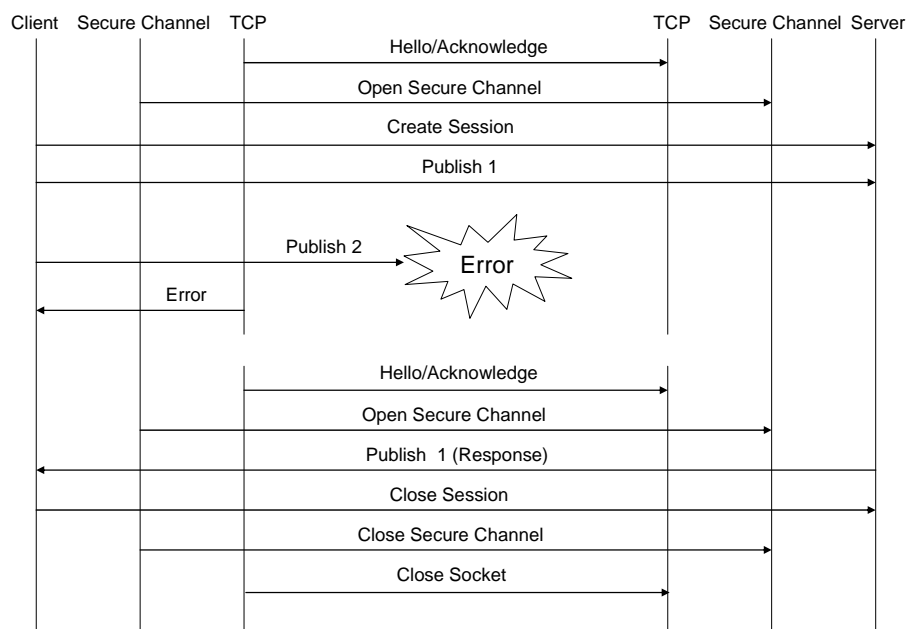 Client Secure Channel TCP TCP Secure Channel Server
Hello/Acknowledge
Open Secure Channel
Create Session
Publish 1
Publish 2
Error
Error
Hello/Acknowledge
Open Secure Channel
Publish 1 (Response)
Close Session
Close Secure Channel
Close Socket